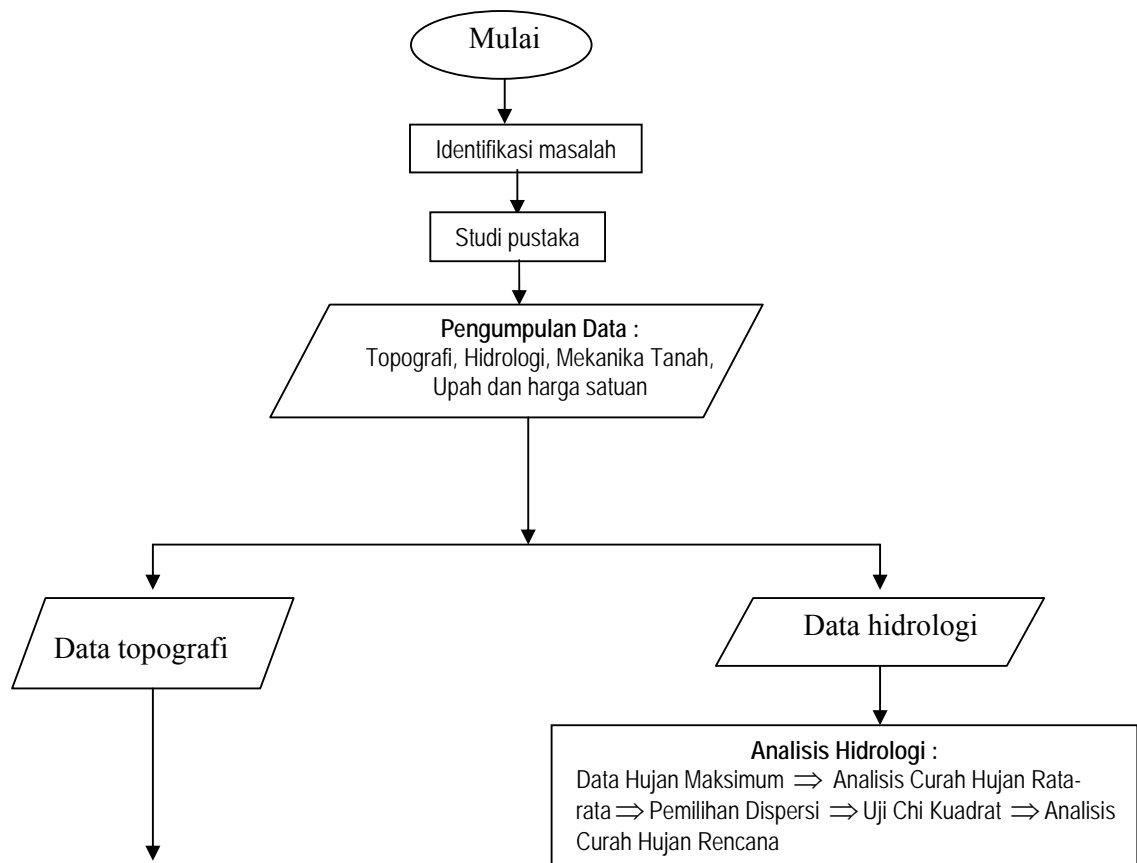 Mulai
Identifikasi masalah
Studi pustaka
Pengumpulan Data :
Topografi, Hidrologi, Mekanika Tanah,
Upah dan harga satuan
Data topografi
Data hidrologi
Analisis Hidrologi :
Data Hujan Maksimum ⇒ Analisis Curah Hujan Rata-
rata ⇒ Pemilihan Dispersi ⇒ Uji Chi Kuadrat ⇒ Analisis
Curah Hujan Rencana